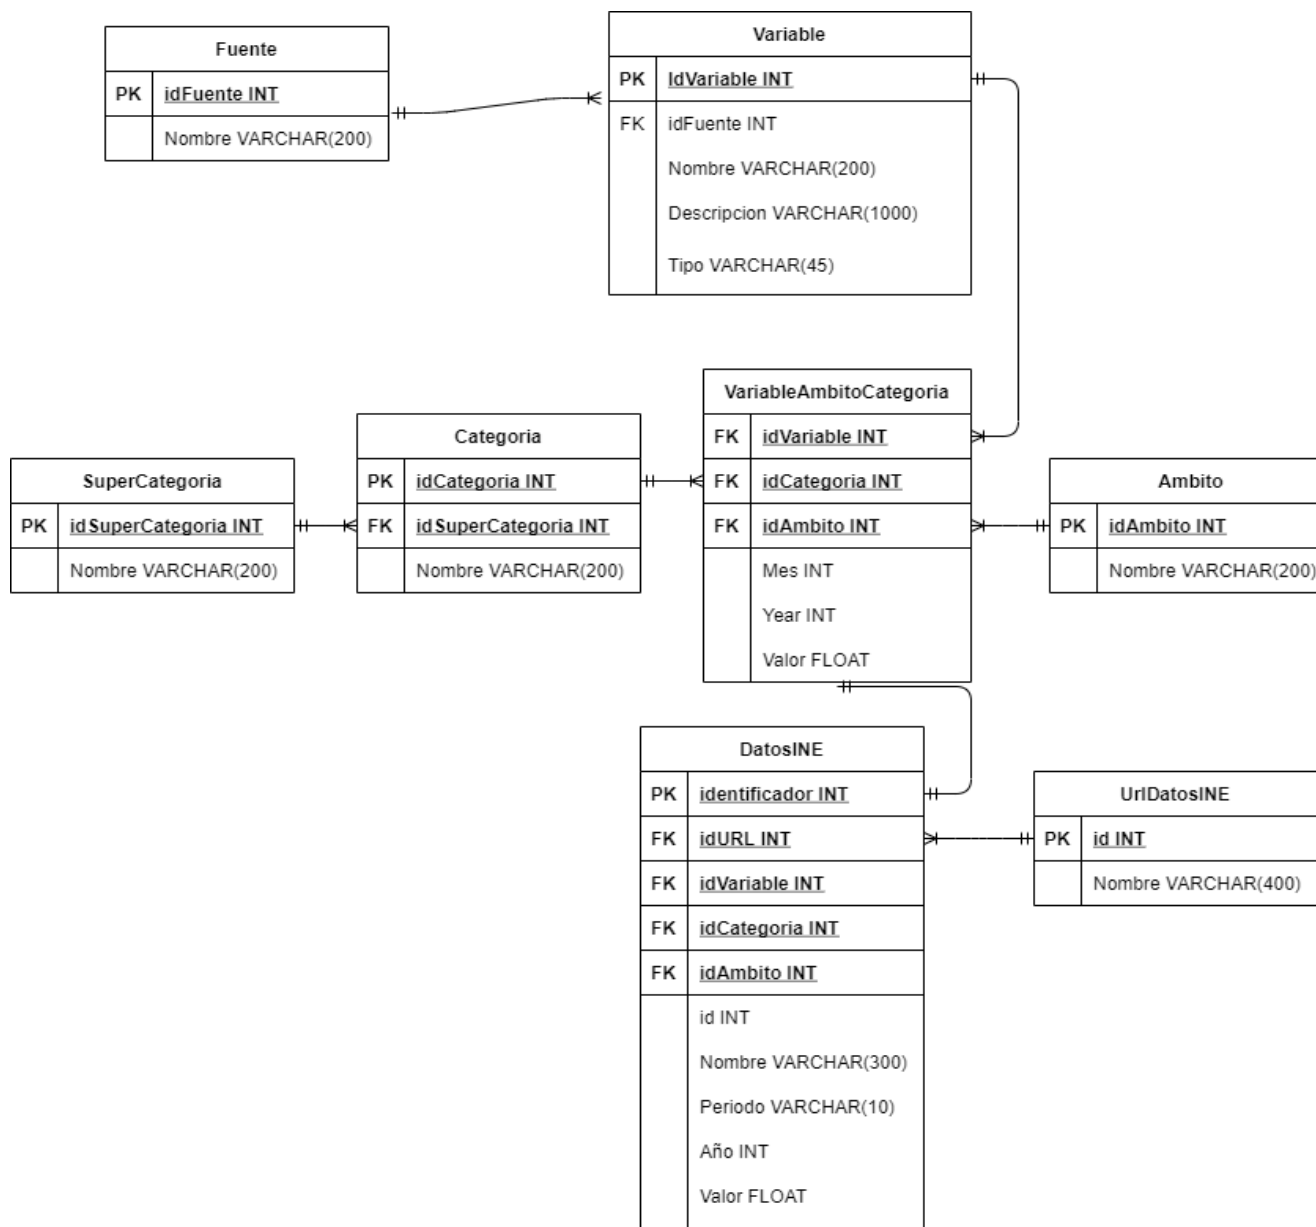 Fuente
PK idFuente INT
Nombre VARCHAR(200)
Variable
PK IdVariable INT
FK idFuente INT
Nombre VARCHAR(200)
Descripcion VARCHAR(1000)
Tipo VARCHAR(45)
VariableAmbitoCategoria
FK idVariable INT
FK idCategoria INT
FK idAmbito INT
Mes INT
Year INT
Valor FLOAT
Categoria
PK idCategoria INT
FK idSuperCategoria INT
Nombre VARCHAR(200)
SuperCategoria
PK idSuperCategoria INT
Nombre VARCHAR(200)
Ambito
PK idAmbito INT
Nombre VARCHAR(200)
DatosINE
PK identificador INT
FK idURL INT
FK idVariable INT
FK idCategoria INT
FK idAmbito INT
id INT
Nombre VARCHAR(300)
Periodo VARCHAR(10)
Año INT
Valor FLOAT
UrlDatosINE
PK id INT
Nombre VARCHAR(400)